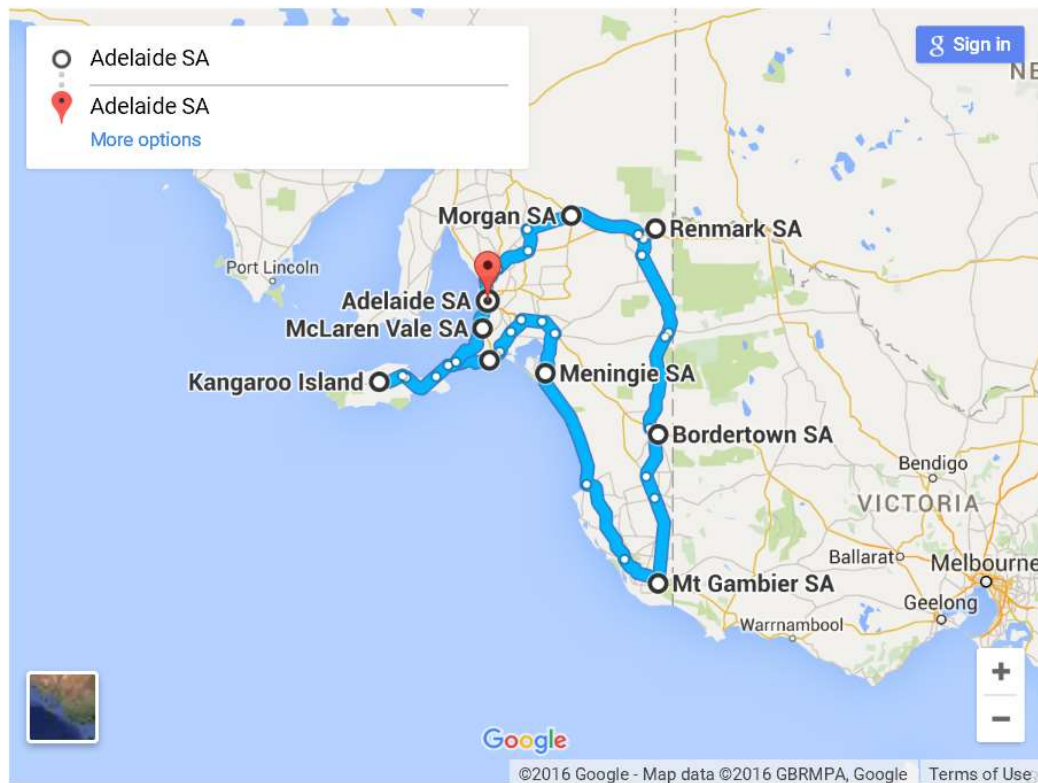 Adelaide SA
Adelaide SA
More options
g Sign in
NE
Morgan SA
Renmark SA
Port Lincoln
Adelaide SA
McLaren Vale SA
Kangaroo Island
Meningie SA
Bordertown SA
Bendigo
VICTORIA
Ballarat
Melbourne
Mt Gambier SA
Geelong
Warrnambool
+
−
Google
©2016 Google - Map data ©2016 GBRMPA, Google
Terms of Use